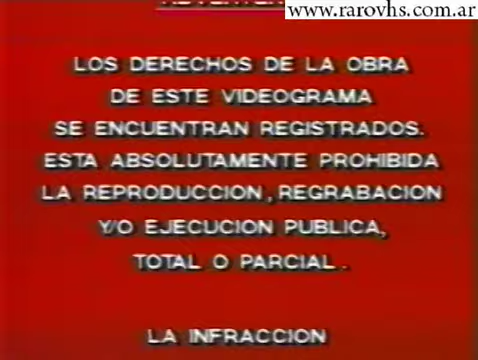 www.rarovhs.com.ar
LOS DERECHOS DE LA OBRA
DE ESTE VIDEOGRAMA
SE ENCUENTRAN REGISTRADOS.
ESTA ABSOLUTAMENTE PROHIBIDA
LA REPRODUCCION, REGRABACION
Y/O EJECUCION PUBLICA,
TOTAL O PARCIAL.
LA INFRACCION